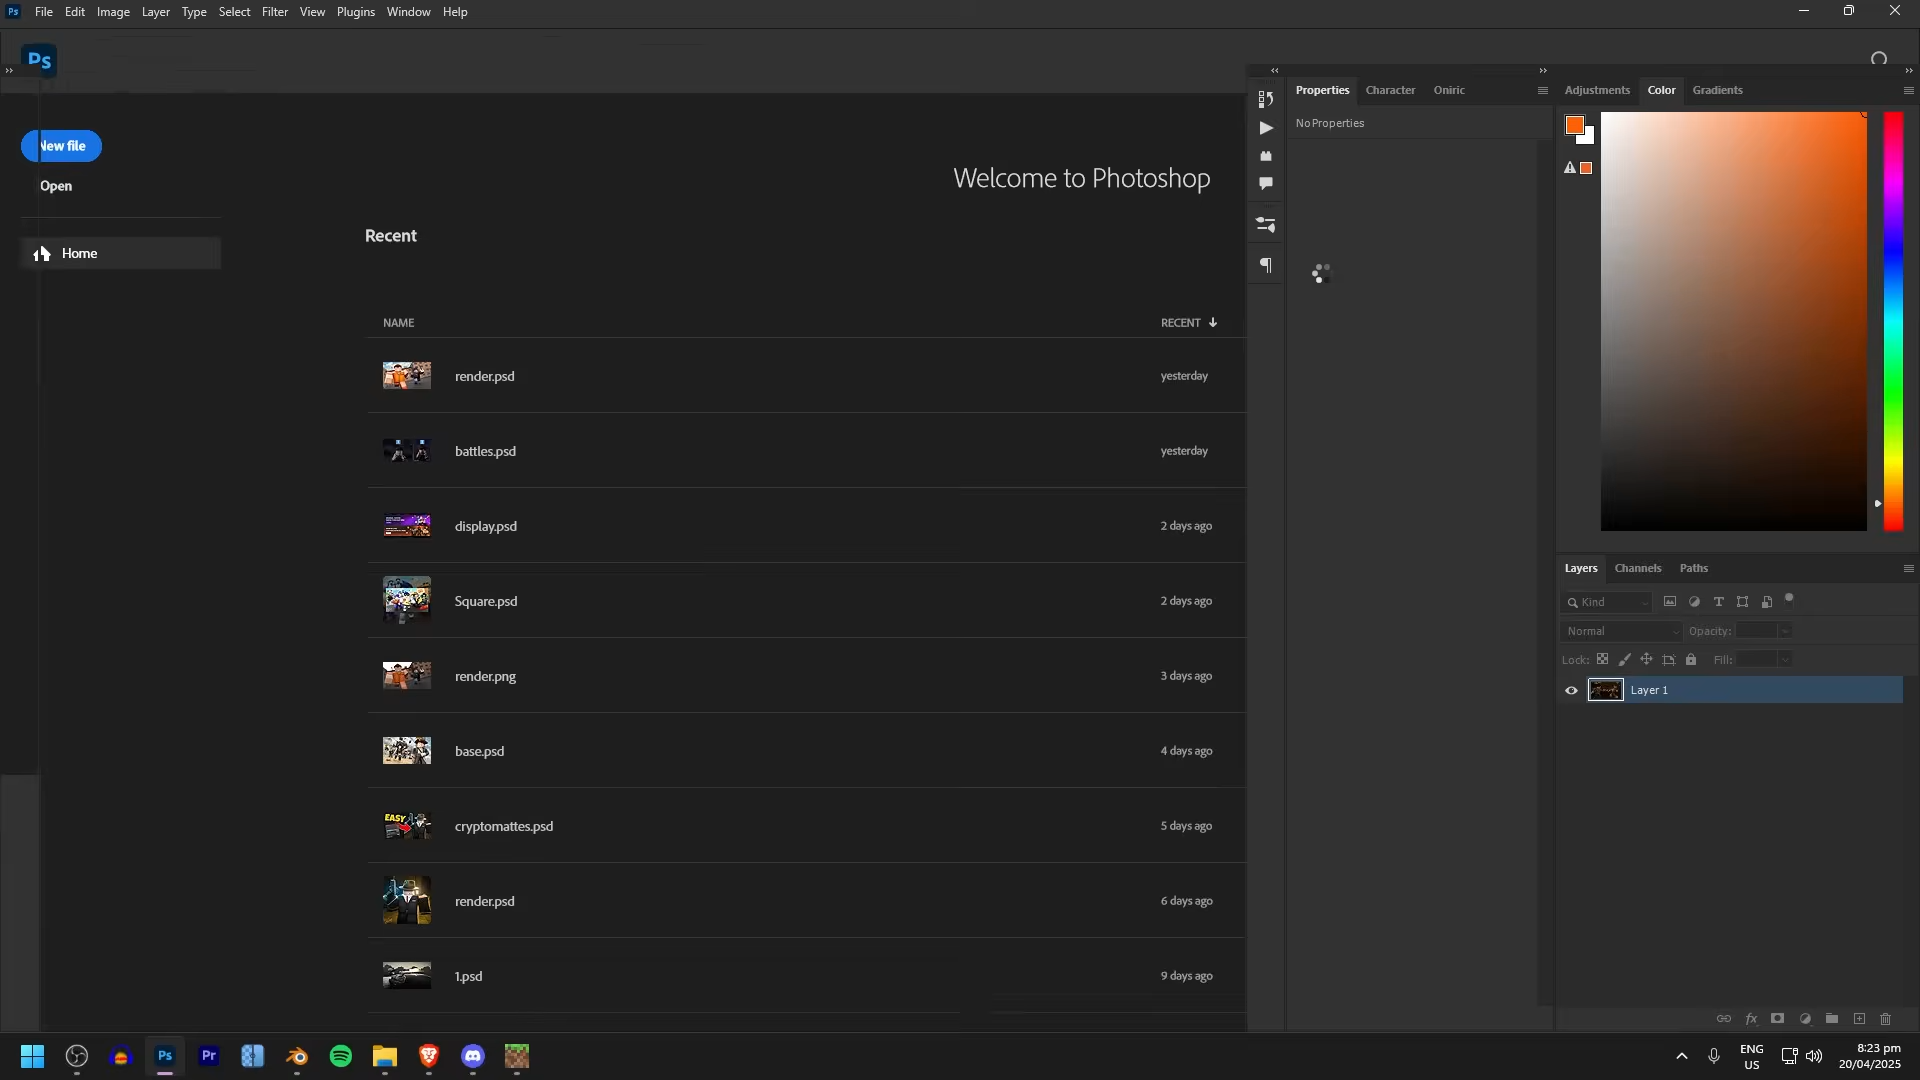 Ps File Edit Image Layer Type Select Filter View Plugins Window Help
Ps
New file
Open
Home
Welcome to Photoshop
Recent
NAME RECENT
render.psd yesterday
battles.psd yesterday
display.psd 2 days ago
Square.psd 2 days ago
render.png 3 days ago
base.psd 4 days ago
EASY
cryptomattes.psd 5 days ago
render.psd 6 days ago
1.psd 9 days ago
Properties Character Oniric
No Properties
Adjustments Color Gradients
Layers Channels Paths
Kind
Normal Opacity:
Lock: Fill:
Layer 1
Ps Pr
ENG
US
8:23 pm
20/04/2025